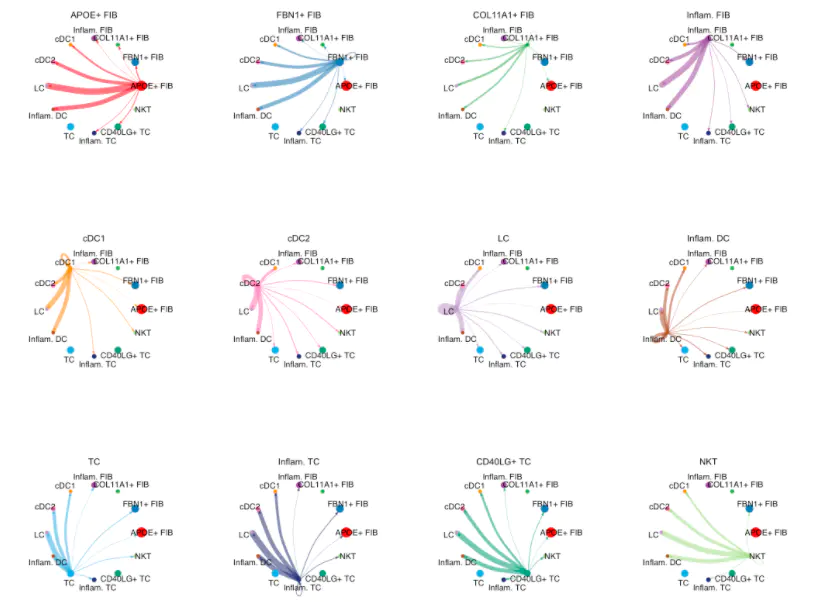 APOE+ FIB
FBN1+ FIB
COL11A1+ FIB
Inflam. FIB
Inflam. FIB
cDC1
COL11A1+ FIB
cDC2
FBN1+ FIB
LC
APOE+ FIB
Inflam. DC
NKT
TC
CD40LG+ TC
Inflam. TC
Inflam. FIB
cDC1
COL11A1+ FIB
cDC2
FBN1+ FIB
LC
APOE+ FIB
Inflam. DC
NKT
TC
CD40LG+ TC
Inflam. TC
Inflam. FIB
cDC1
COL11A1+ FIB
cDC2
FBN1+ FIB
LC
APOE+ FIB
Inflam. DC
NKT
TC
CD40LG+ TC
Inflam. TC
Inflam. FIB
cDC1
COL11A1+ FIB
cDC2
FBN1+ FIB
LC
APOE+ FIB
Inflam. DC
NKT
TC
CD40LG+ TC
Inflam. TC
cDC1
cDC2
LC
Inflam. DC
Inflam. FIB
cDC1
COL11A1+ FIB
cDC2
FBN1+ FIB
LC
APOE+ FIB
Inflam. DC
NKT
TC
CD40LG+ TC
Inflam. TC
Inflam. FIB
cDC1
COL11A1+ FIB
cDC2
FBN1+ FIB
LC
APOE+ FIB
Inflam. DC
NKT
TC
CD40LG+ TC
Inflam. TC
Inflam. FIB
cDC1
COL11A1+ FIB
cDC2
FBN1+ FIB
LC
APOE+ FIB
Inflam. DC
NKT
TC
CD40LG+ TC
Inflam. TC
Inflam. FIB
cDC1
COL11A1+ FIB
cDC2
FBN1+ FIB
LC
APOE+ FIB
Inflam. DC
NKT
TC
CD40LG+ TC
Inflam. TC
TC
Inflam. TC
CD40LG+ TC
NKT
Inflam. FIB
cDC1
COL11A1+ FIB
cDC2
FBN1+ FIB
LC
APOE+ FIB
Inflam. DC
NKT
TC
CD40LG+ TC
Inflam. TC
Inflam. FIB
cDC1
COL11A1+ FIB
cDC2
FBN1+ FIB
LC
APOE+ FIB
Inflam. DC
NKT
TC
CD40LG+ TC
Inflam. TC
Inflam. FIB
cDC1
COL11A1+ FIB
cDC2
FBN1+ FIB
LC
APOE+ FIB
Inflam. DC
NKT
TC
CD40LG+ TC
Inflam. TC
Inflam. FIB
cDC1
COL11A1+ FIB
cDC2
FBN1+ FIB
LC
APOE+ FIB
Inflam. DC
NKT
TC
CD40LG+ TC
Inflam. TC